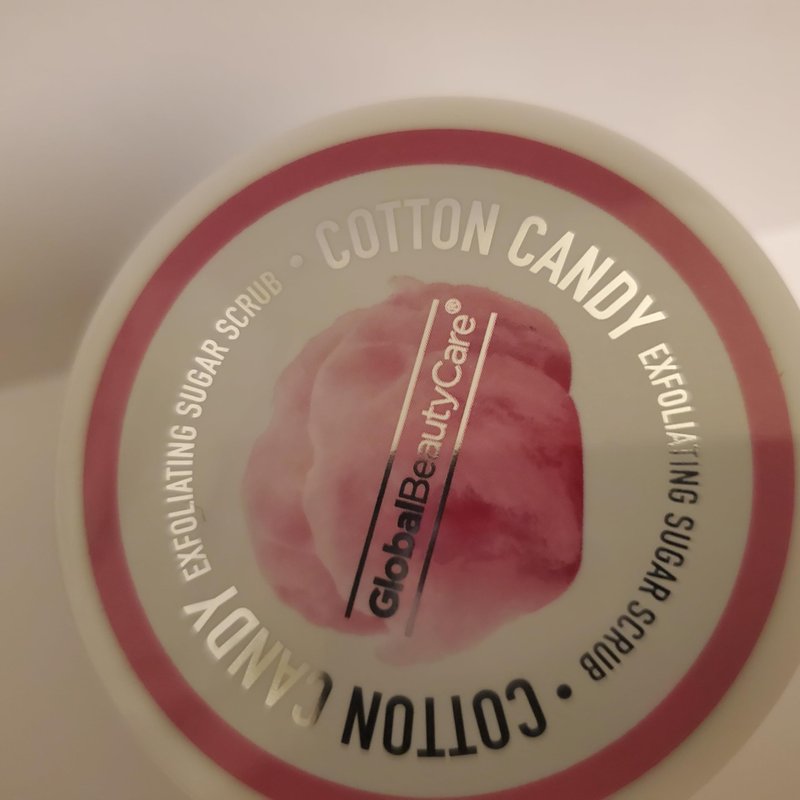 COTTON CANDY EXFOLIATING SUGAR SCRUB •
COTTON CANDY EXFOLIATING SUGAR SCRUB •
GlobalBeautyCare®